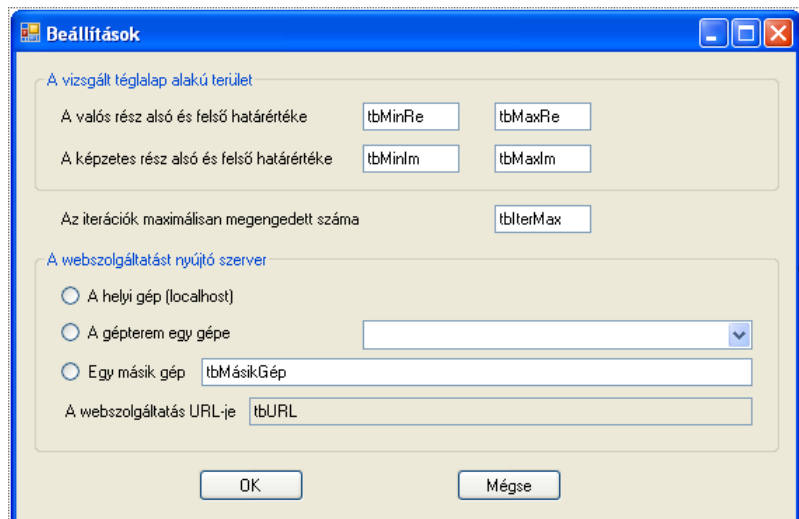 Beállítások
A vizsgált téglalap alakú terület
A valós rész alsó és felső határértéke tbMinRe tbMaxRe
A képzetes rész alsó és felső határértéke tbMinIm tbMaxIm
Az iterációk maximálisan megengedett száma tbIterMax
A webszolgáltatást nyújtó szerver
A helyi gép (localhost)
A gépterem egy gépe
Egy másik gép tbMásikGép
A webszolgáltatás URL-je tbURL
OK Mégse